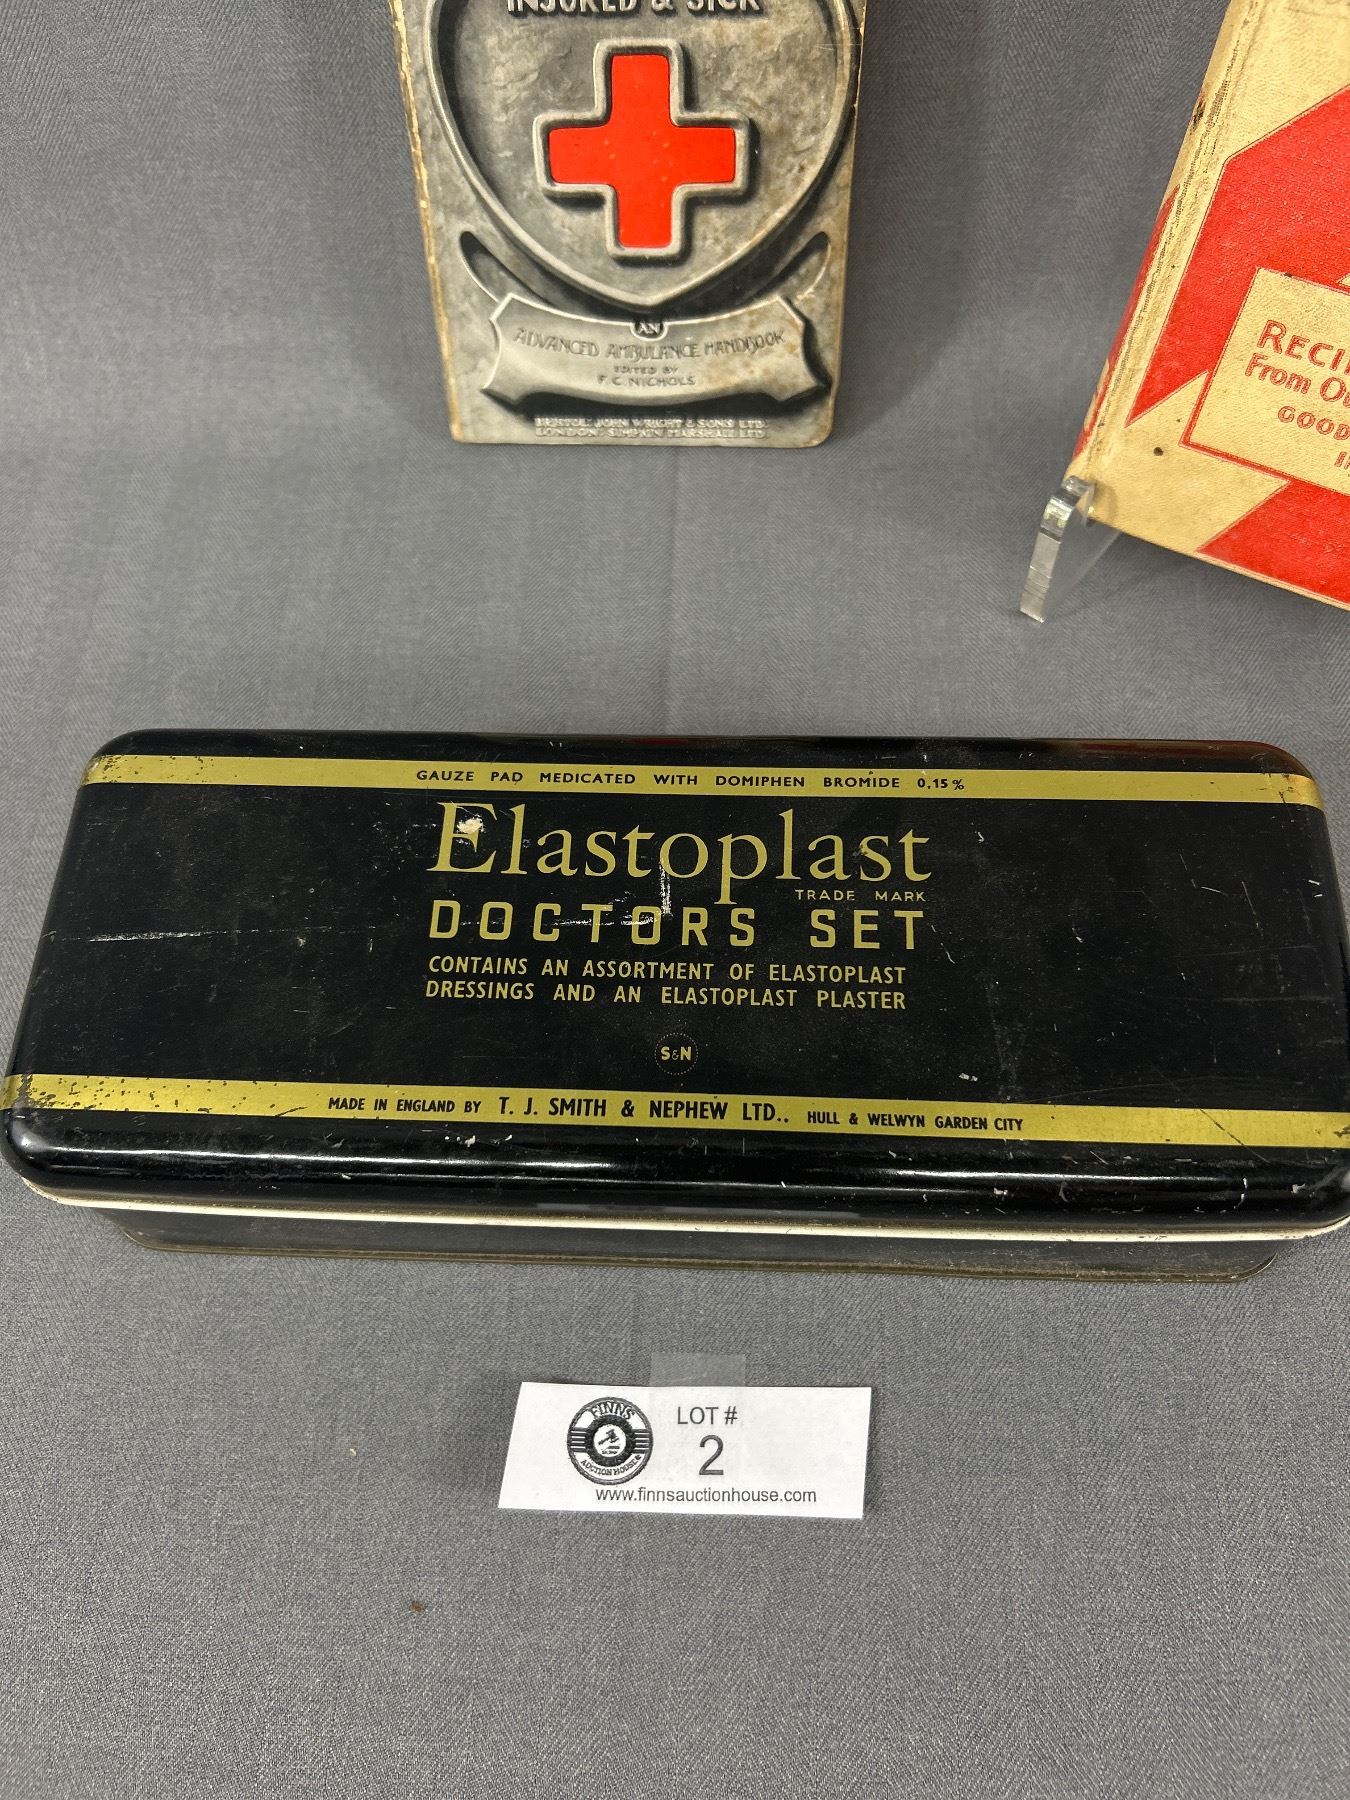 INJURED & SICK
AN
ADVANCED AMBULANCE HANDBOOK
EDITED BY
F. C. NICHOLS
BRISTOL: JOHN WRIGHT & SONS LTD.
LONDON: SIMPKIN MARSHALL LTD.
RECI
From Ou
GOOD
GAUZE PAD MEDICATED WITH DOMIPHEN BROMIDE 0.15%
Elastoplast
TRADE MARK
DOCTORS SET
CONTAINS AN ASSORTMENT OF ELASTOPLAST
DRESSINGS AND AN ELASTOPLAST PLASTER
S&N
MADE IN ENGLAND BY T. J. SMITH & NEPHEW LTD., HULL & WELWYN GARDEN CITY
FINNS
AUCTION HOUSE
LOT #
2
www.finnsauctionhouse.com